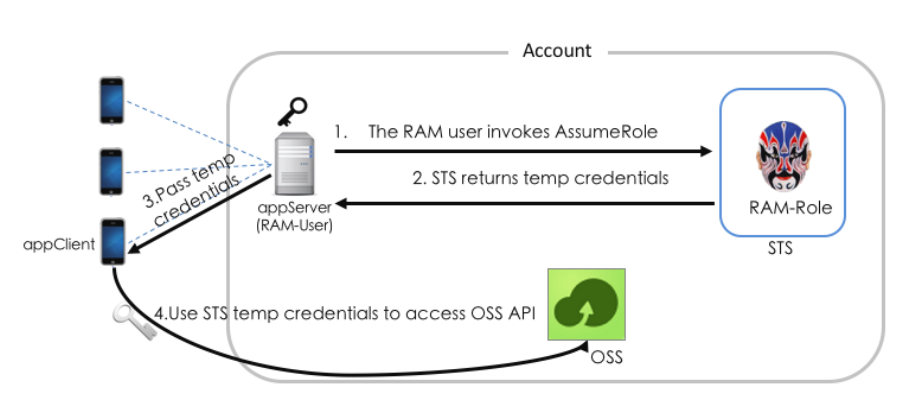 Account
1. The RAM user invokes AssumeRole
2. STS returns temp credentials
3.Pass temp
credentials
appServer
(RAM-User)
RAM-Role
STS
appClient
4.Use STS temp credentials to access OSS API
OSS